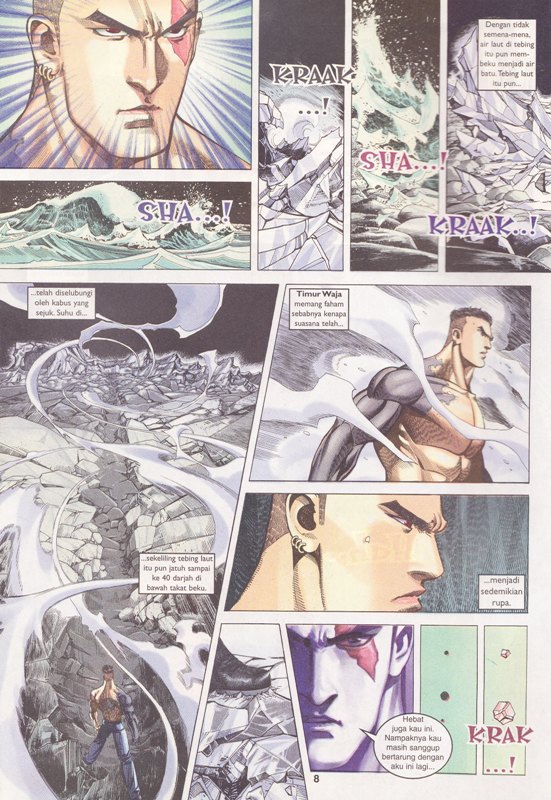 KRAAK
...!
SHA...!
Dengan tidak
semena-mena,
air laut di tebing
itu pun mem-
beku menjadi air
batu. Tebing laut
itu pun...
KRAAK..!
SHA...!
...telah diselubungi
oleh kabus yang
sejuk. Suhu di...
Timur Waja
memang faham
sebabnya kenapa
suasana telah...
...sekeliling tebing laut
itu pun jatuh sampai
ke 40 darjah di
bawah takat beku.
...menjadi
sedemikian
rupa.
Hebat
juga kau ini.
Nampaknya kau
masih sanggup
bertarung dengan
aku ini lagi...
KRAK
...!
8